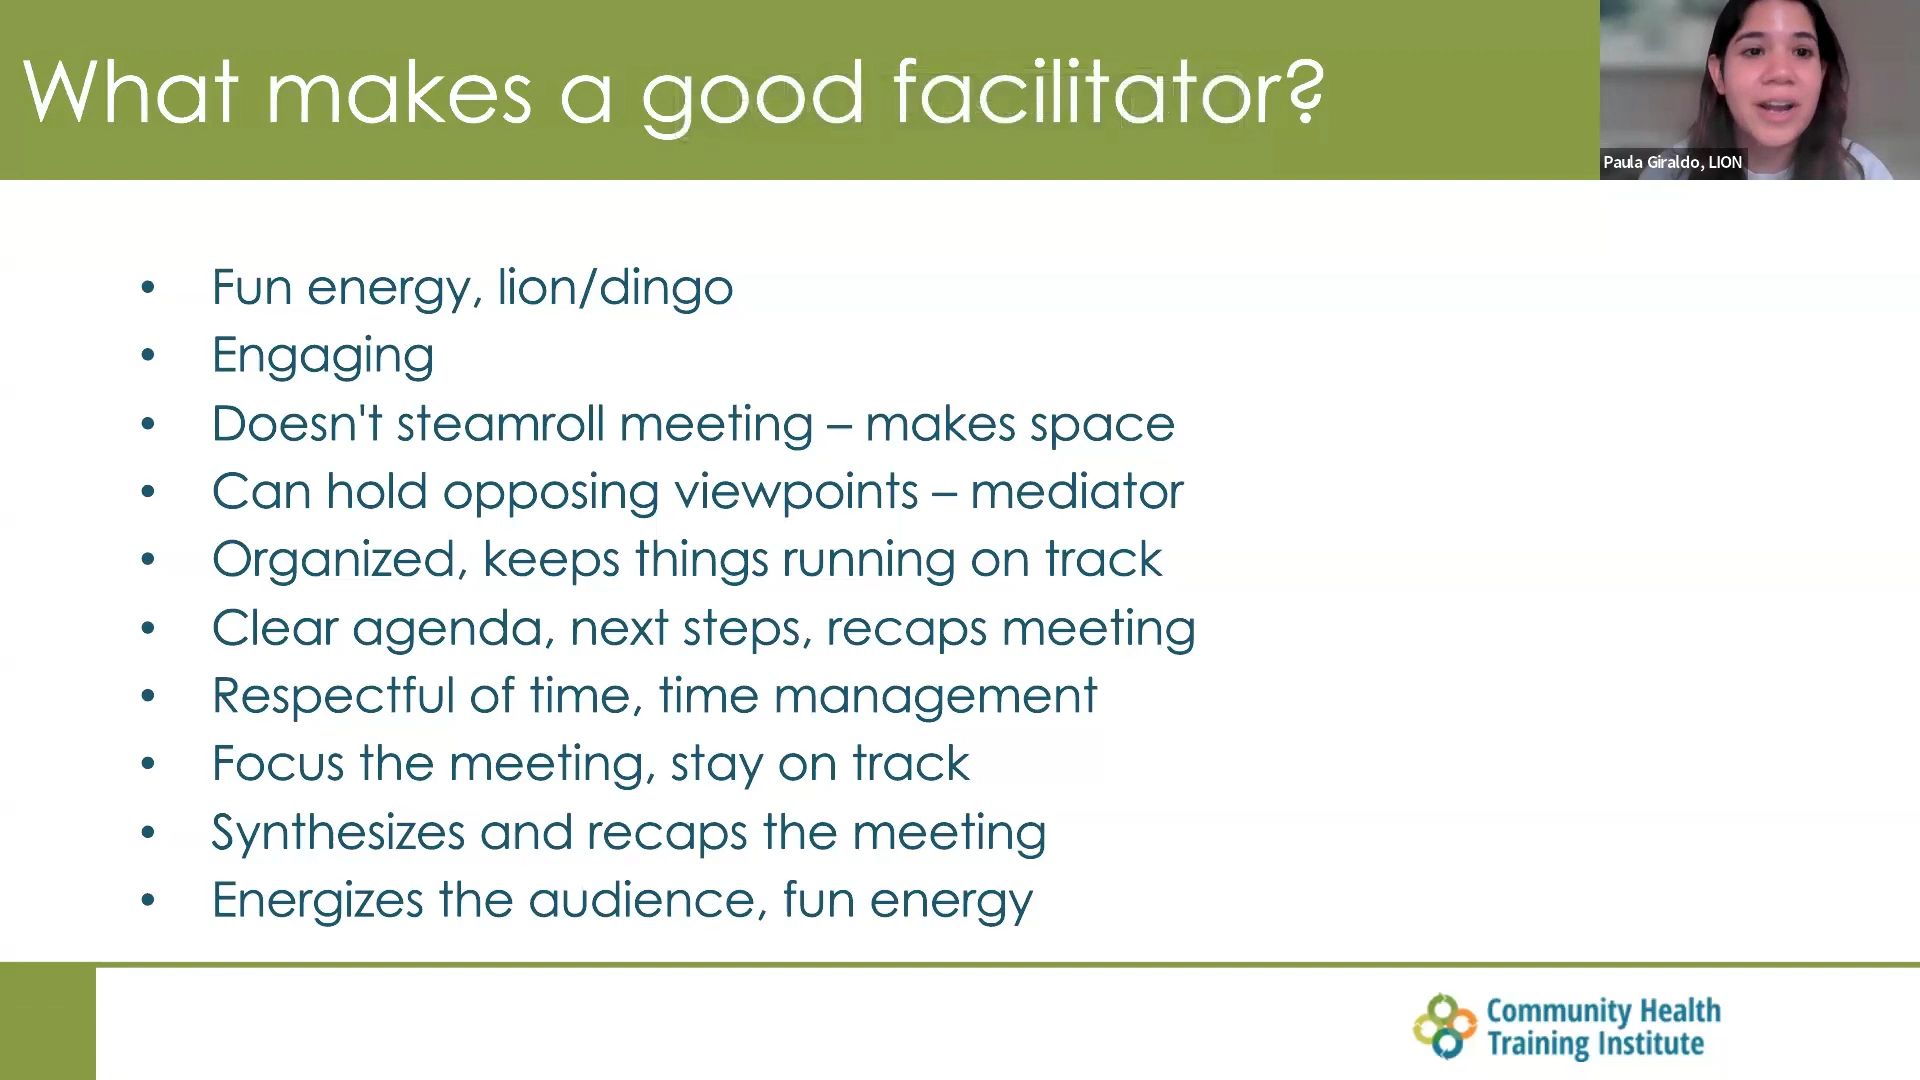 What makes a good facilitator?
Paula Giraldo, LION
• Fun energy, lion/dingo
• Engaging
• Doesn't steamroll meeting – makes space
• Can hold opposing viewpoints – mediator
• Organized, keeps things running on track
• Clear agenda, next steps, recaps meeting
• Respectful of time, time management
• Focus the meeting, stay on track
• Synthesizes and recaps the meeting
• Energizes the audience, fun energy
Community Health
Training Institute